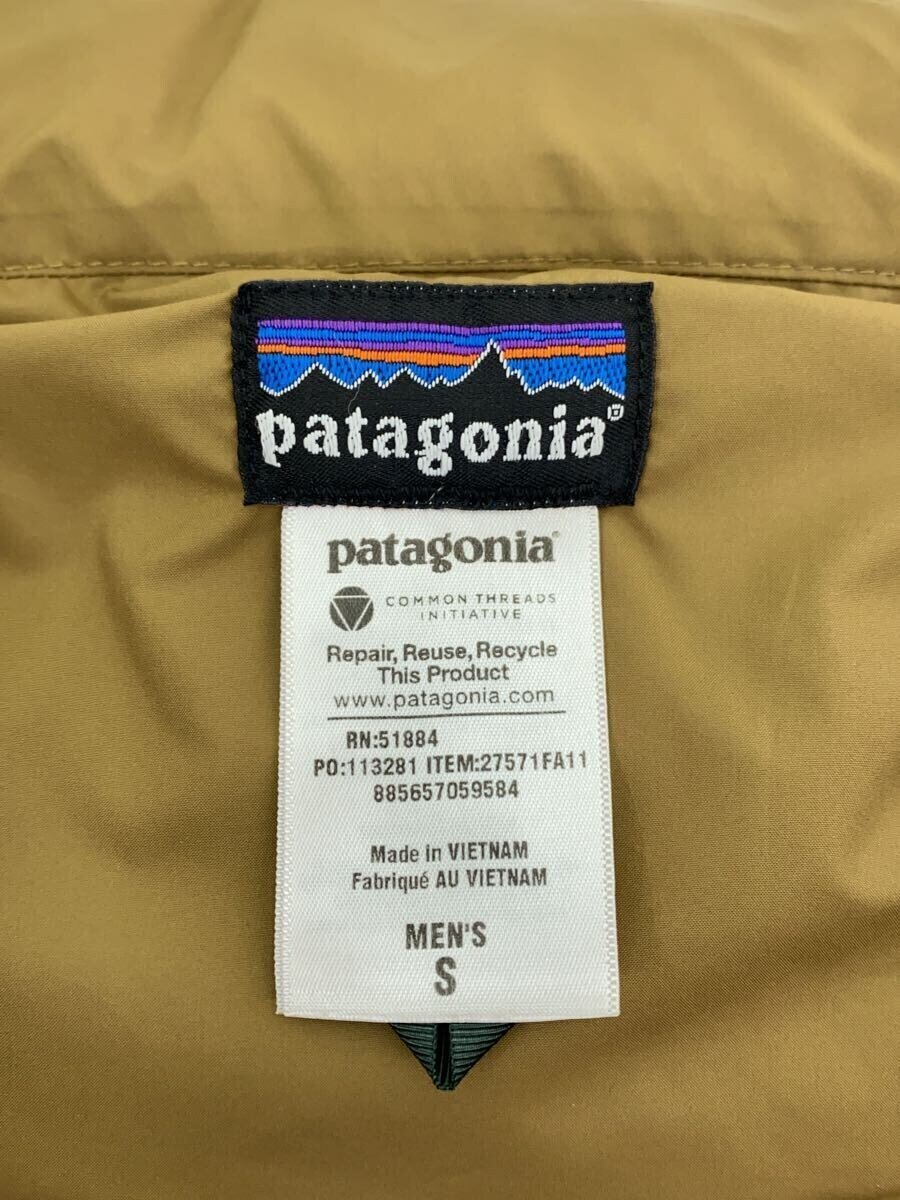 patagonia®
patagonia®
COMMON THREADS
INITIATIVE
Repair, Reuse, Recycle
This Product
www.patagonia.com
RN:51884
PO:113281 ITEM:27571FA11
885657059584
Made in VIETNAM
Fabriqué AU VIETNAM
MEN'S
S